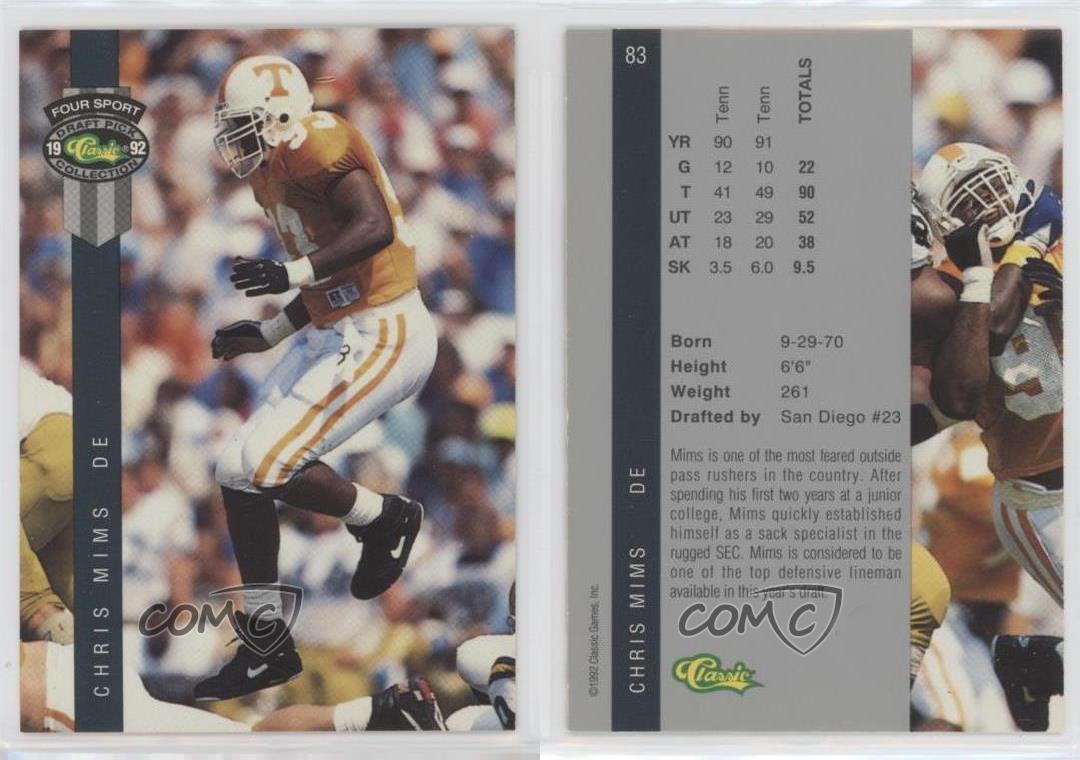 FOUR SPORT
DRAFT PICK
19 Classic® 92
COLLECTION
CHRIS MIMS DE
T
COMC
83
Tenn Tenn TOTALS
YR 90 91
G 12 10 22
T 41 49 90
UT 23 29 52
AT 18 20 38
SK 3.5 6.0 9.5
Born 9-29-70
Height 6'6"
Weight 261
Drafted by San Diego #23
Mims is one of the most feared outside
pass rushers in the country. After
spending his first two years at a junior
college, Mims quickly established
himself as a sack specialist in the
rugged SEC. Mims is considered to be
one of the top defensive lineman
available in this year's draft.
COMC
Classic
CHRIS MIMS DE
©1992 Classic Games, Inc.